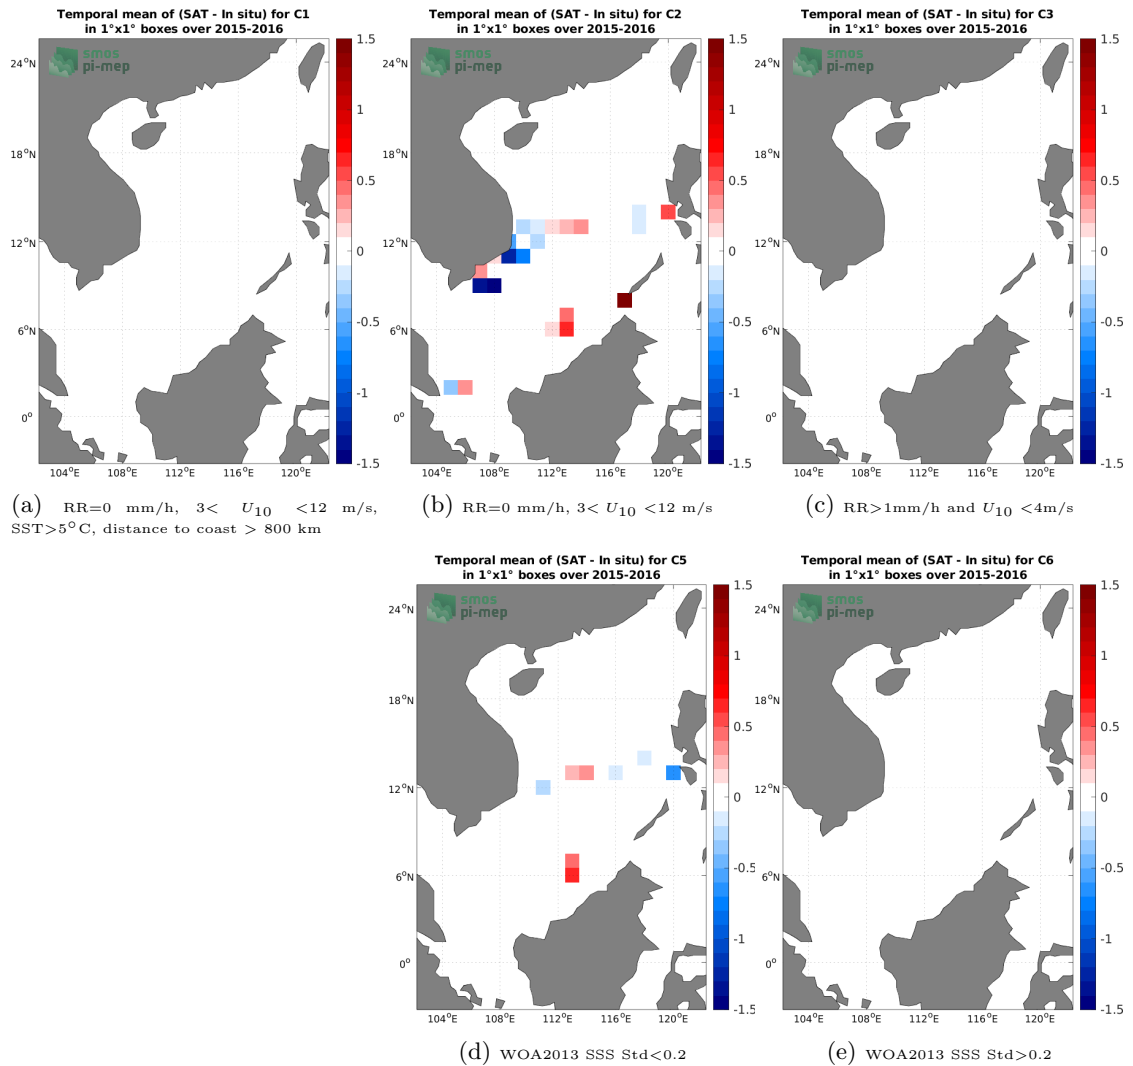 Temporal mean of (SAT - In situ) for C1
in 1°x1° boxes over 2015-2016
smos
pi-mep
24°N
18°N
12°N
6°N
0°
104°E 108°E 112°E 116°E 120°E
1.5
1
0.5
0
-0.5
-1
-1.5
(a) RR=0 mm/h, 3< U10 <12 m/s,
SST>5°C, distance to coast > 800 km
Temporal mean of (SAT - In situ) for C2
in 1°x1° boxes over 2015-2016
smos
pi-mep
24°N
18°N
12°N
6°N
0°
104°E 108°E 112°E 116°E 120°E
1.5
1
0.5
0
-0.5
-1
-1.5
(b) RR=0 mm/h, 3< U10 <12 m/s
Temporal mean of (SAT - In situ) for C3
in 1°x1° boxes over 2015-2016
smos
pi-mep
24°N
18°N
12°N
6°N
0°
104°E 108°E 112°E 116°E 120°E
1.5
1
0.5
0
-0.5
-1
-1.5
(c) RR>1mm/h and U10 <4m/s
Temporal mean of (SAT - In situ) for C5
in 1°x1° boxes over 2015-2016
smos
pi-mep
24°N
18°N
12°N
6°N
0°
104°E 108°E 112°E 116°E 120°E
1.5
1
0.5
0
-0.5
-1
-1.5
(d) WOA2013 SSS Std<0.2
Temporal mean of (SAT - In situ) for C6
in 1°x1° boxes over 2015-2016
smos
pi-mep
24°N
18°N
12°N
6°N
0°
104°E 108°E 112°E 116°E 120°E
1.5
1
0.5
0
-0.5
-1
-1.5
(e) WOA2013 SSS Std>0.2